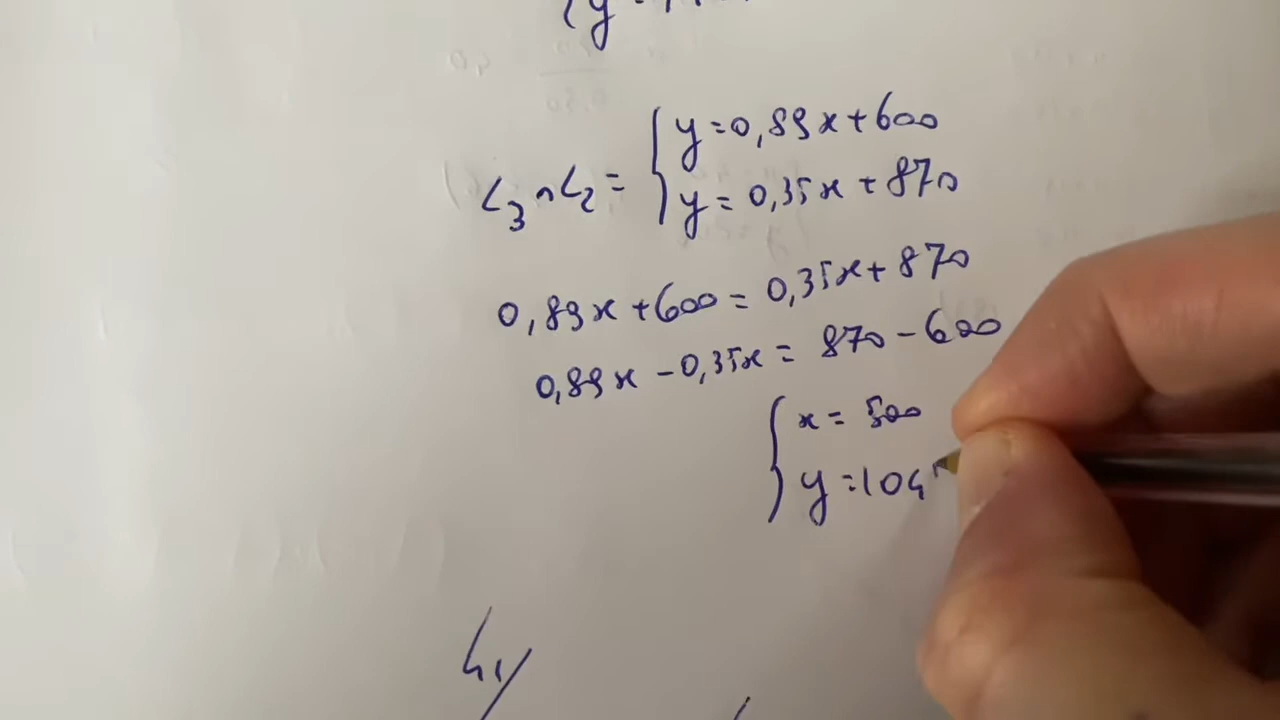 L₃∩L₂ = { y=0,89x+600
y=0,35x+870
0,89x+600=0,35x+870
0,89x-0,35x=870-600
{ x=500
y=104